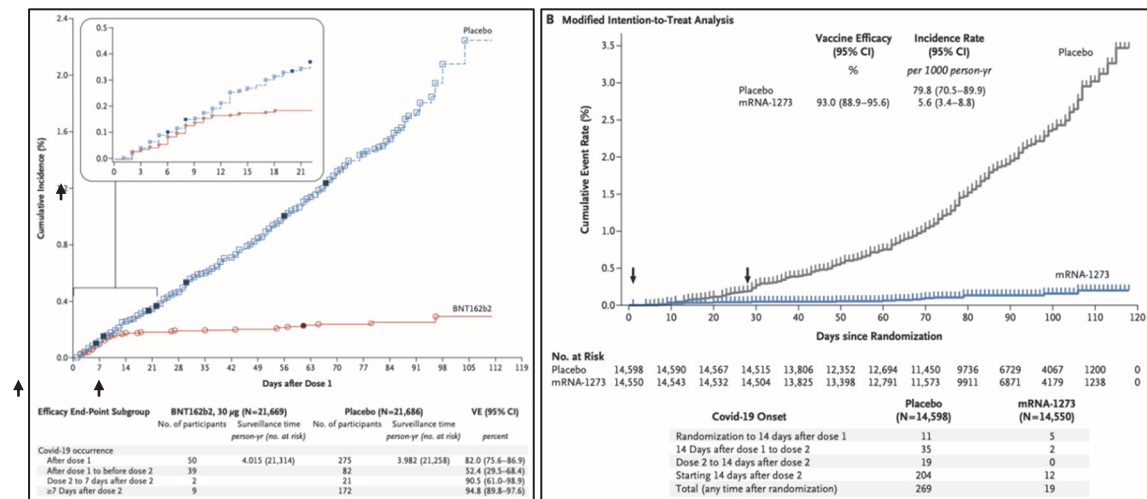 2.4
2.0
1.6
1.2
0.8
0.4
0.0
Cumulative Incidence (%)
0.5
0.4
0.3
0.2
0.1
0.0
0 3 6 9 12 15 18 21
Placebo
BNT162b2
0 7 14 21 28 35 42 49 56 63 70 77 84 91 98 105 112 119
Days after Dose 1
Efficacy End-Point Subgroup BNT162b2, 30 μg (N=21,669) Placebo (N=21,686) VE (95% CI)
No. of participants Surveillance time No. of participants Surveillance time
person-yr (no. at risk) person-yr (no. at risk) percent
Covid-19 occurrence
After dose 1 50 4.015 (21,314) 275 3.982 (21,258) 82.0 (75.6–86.9)
After dose 1 to before dose 2 39 82 52.4 (29.5–68.4)
Dose 2 to 7 days after dose 2 2 21 90.5 (61.0–98.9)
≥7 Days after dose 2 9 172 94.8 (89.8–97.6)
B Modified Intention-to-Treat Analysis
3.5
3.0
2.5
2.0
1.5
1.0
0.5
0.0
Cumulative Event Rate (%)
Vaccine Efficacy Incidence Rate
(95% CI) (95% CI)
% per 1000 person-yr
Placebo 79.8 (70.5–89.9)
mRNA-1273 93.0 (88.9–95.6) 5.6 (3.4–8.8)
Placebo
mRNA-1273
0 10 20 30 40 50 60 70 80 90 100 110 120
Days since Randomization
No. at Risk
Placebo 14,598 14,590 14,567 14,515 13,806 12,352 12,694 11,450 9736 6729 4067 1200 0
mRNA-1273 14,550 14,543 14,532 14,504 13,825 13,398 12,791 11,573 9911 6871 4179 1238 0
Covid-19 Onset Placebo mRNA-1273
(N=14,598) (N=14,550)
Randomization to 14 days after dose 1 11 5
14 Days after dose 1 to dose 2 35 2
Dose 2 to 14 days after dose 2 19 0
Starting 14 days after dose 2 204 12
Total (any time after randomization) 269 19